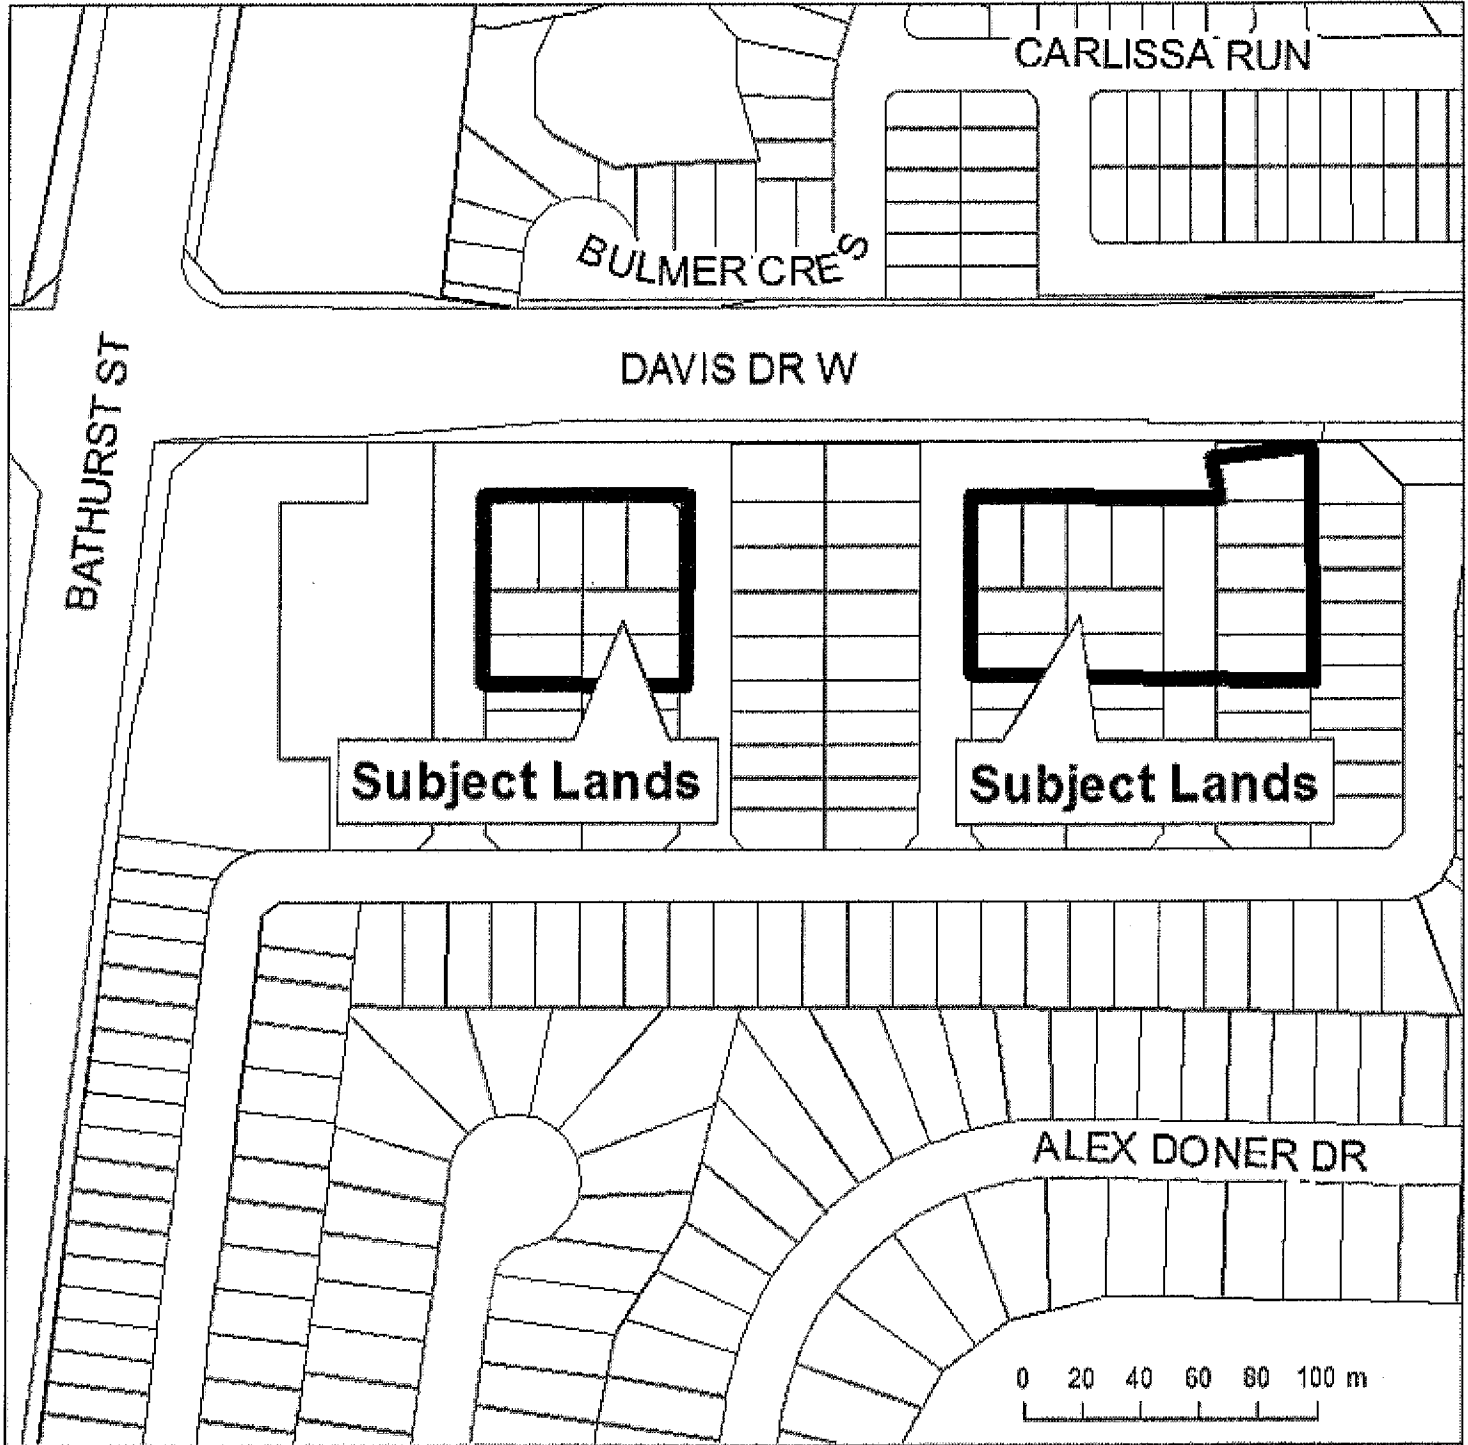 CARLISSA RUN
BULMER CRES
DAVIS DR W
BATHURST ST
Subject Lands
Subject Lands
ALEX DONER DR
0 20 40 60 80 100 m